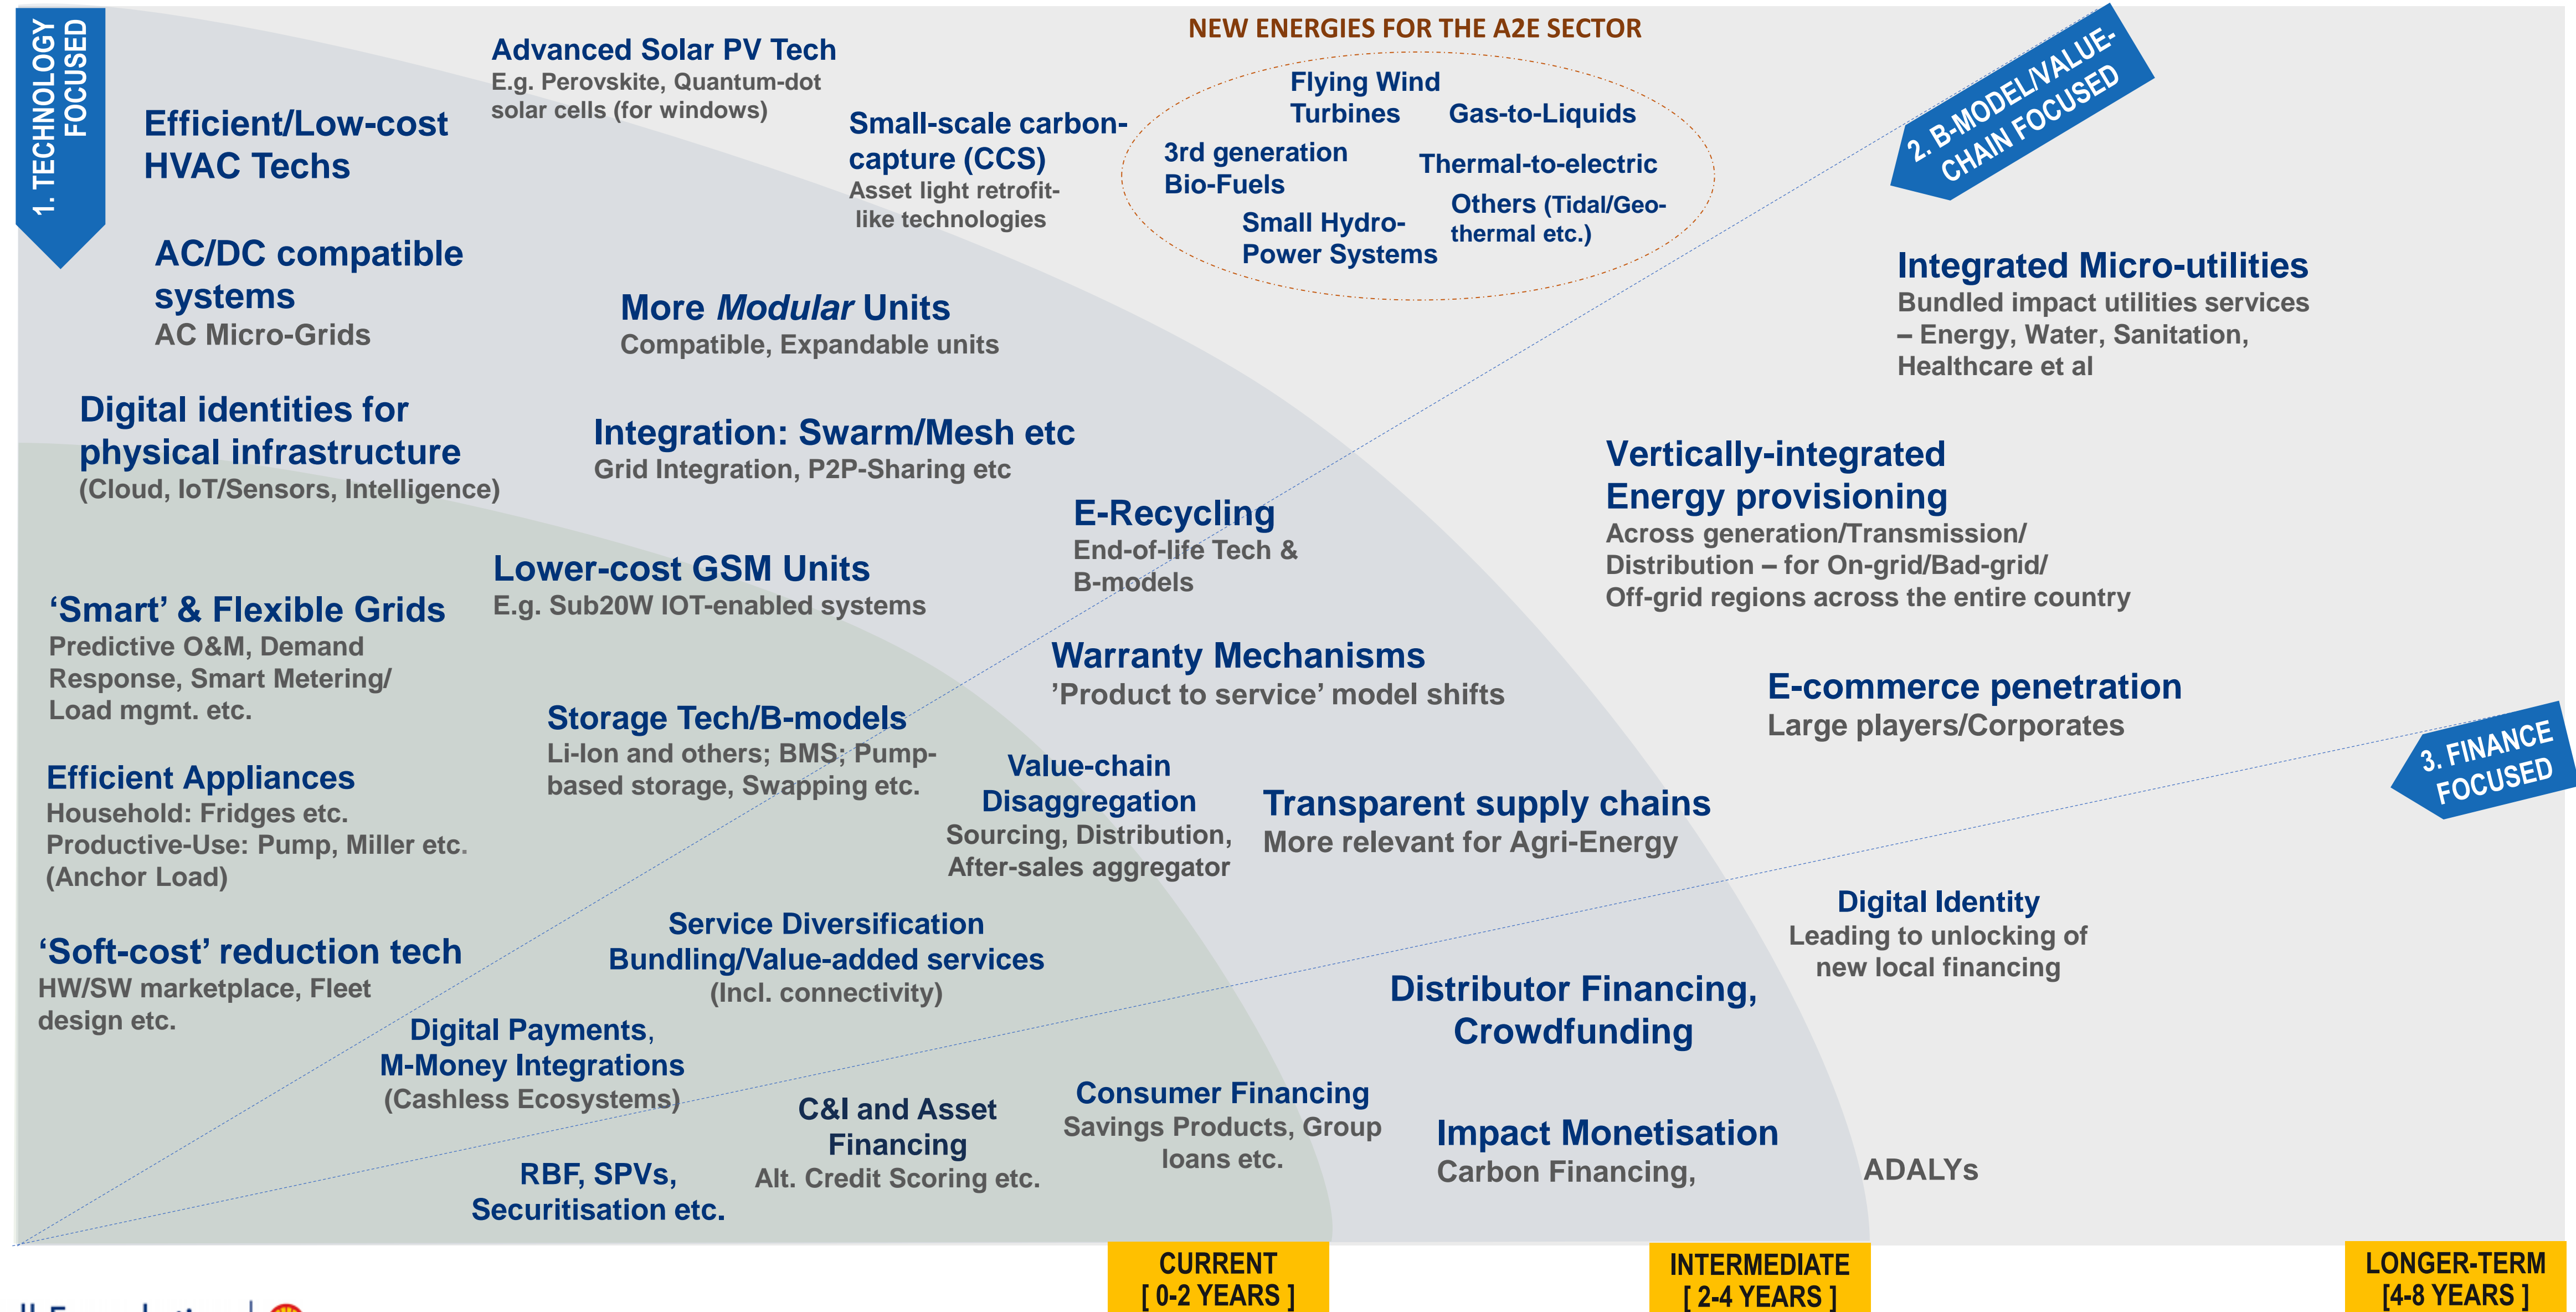 1. TECHNOLOGY
FOCUSED
Efficient/Low-cost
HVAC Techs
Advanced Solar PV Tech
E.g. Perovskite, Quantum-dot
solar cells (for windows)
Small-scale carbon-
capture (CCS)
Asset light retrofit-
like technologies
NEW ENERGIES FOR THE A2E SECTOR
Flying Wind
Turbines
Gas-to-Liquids
3rd generation
Bio-Fuels
Thermal-to-electric
Small Hydro-
Power Systems
Others (Tidal/Geo-
thermal etc.)
2. B-MODEL/VALUE-
CHAIN FOCUSED
AC/DC compatible
systems
AC Micro-Grids
More Modular Units
Compatible, Expandable units
Integrated Micro-utilities
Bundled impact utilities services
– Energy, Water, Sanitation,
Healthcare et al
Digital identities for
physical infrastructure
(Cloud, IoT/Sensors, Intelligence)
Integration: Swarm/Mesh etc
Grid Integration, P2P-Sharing etc
E-Recycling
End-of-life Tech &
B-models
Vertically-integrated
Energy provisioning
Across generation/Transmission/
Distribution – for On-grid/Bad-grid/
Off-grid regions across the entire country
Lower-cost GSM Units
E.g. Sub20W IOT-enabled systems
‘Smart’ & Flexible Grids
Predictive O&M, Demand
Response, Smart Metering/
Load mgmt. etc.
Warranty Mechanisms
’Product to service’ model shifts
E-commerce penetration
Large players/Corporates
3. FINANCE
FOCUSED
Storage Tech/B-models
Li-Ion and others; BMS; Pump-
based storage, Swapping etc.
Efficient Appliances
Household: Fridges etc.
Productive-Use: Pump, Miller etc.
(Anchor Load)
Value-chain
Disaggregation
Sourcing, Distribution,
After-sales aggregator
Transparent supply chains
More relevant for Agri-Energy
‘Soft-cost’ reduction tech
HW/SW marketplace, Fleet
design etc.
Service Diversification
Bundling/Value-added services
(Incl. connectivity)
Digital Identity
Leading to unlocking of
new local financing
Digital Payments,
M-Money Integrations
(Cashless Ecosystems)
Distributor Financing,
Crowdfunding
C&I and Asset
Financing
Alt. Credit Scoring etc.
Consumer Financing
Savings Products, Group
loans etc.
Impact Monetisation
Carbon Financing,
ADALYs
RBF, SPVs,
Securitisation etc.
CURRENT
[ 0-2 YEARS ]
INTERMEDIATE
[ 2-4 YEARS ]
LONGER-TERM
[4-8 YEARS ]